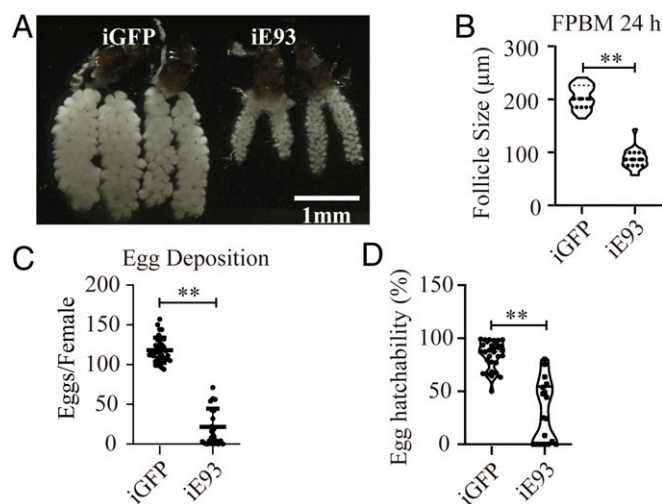 A
iGFP
iE93
1mm
B
FPBM 24 h
**
Follicle Size (μm)
300
200
100
0
iGFP
iE93
C
Egg Deposition
**
Eggs/Female
200
150
100
50
0
iGFP
iE93
D
**
Egg hatchability (%)
150
100
50
0
iGFP
iE93